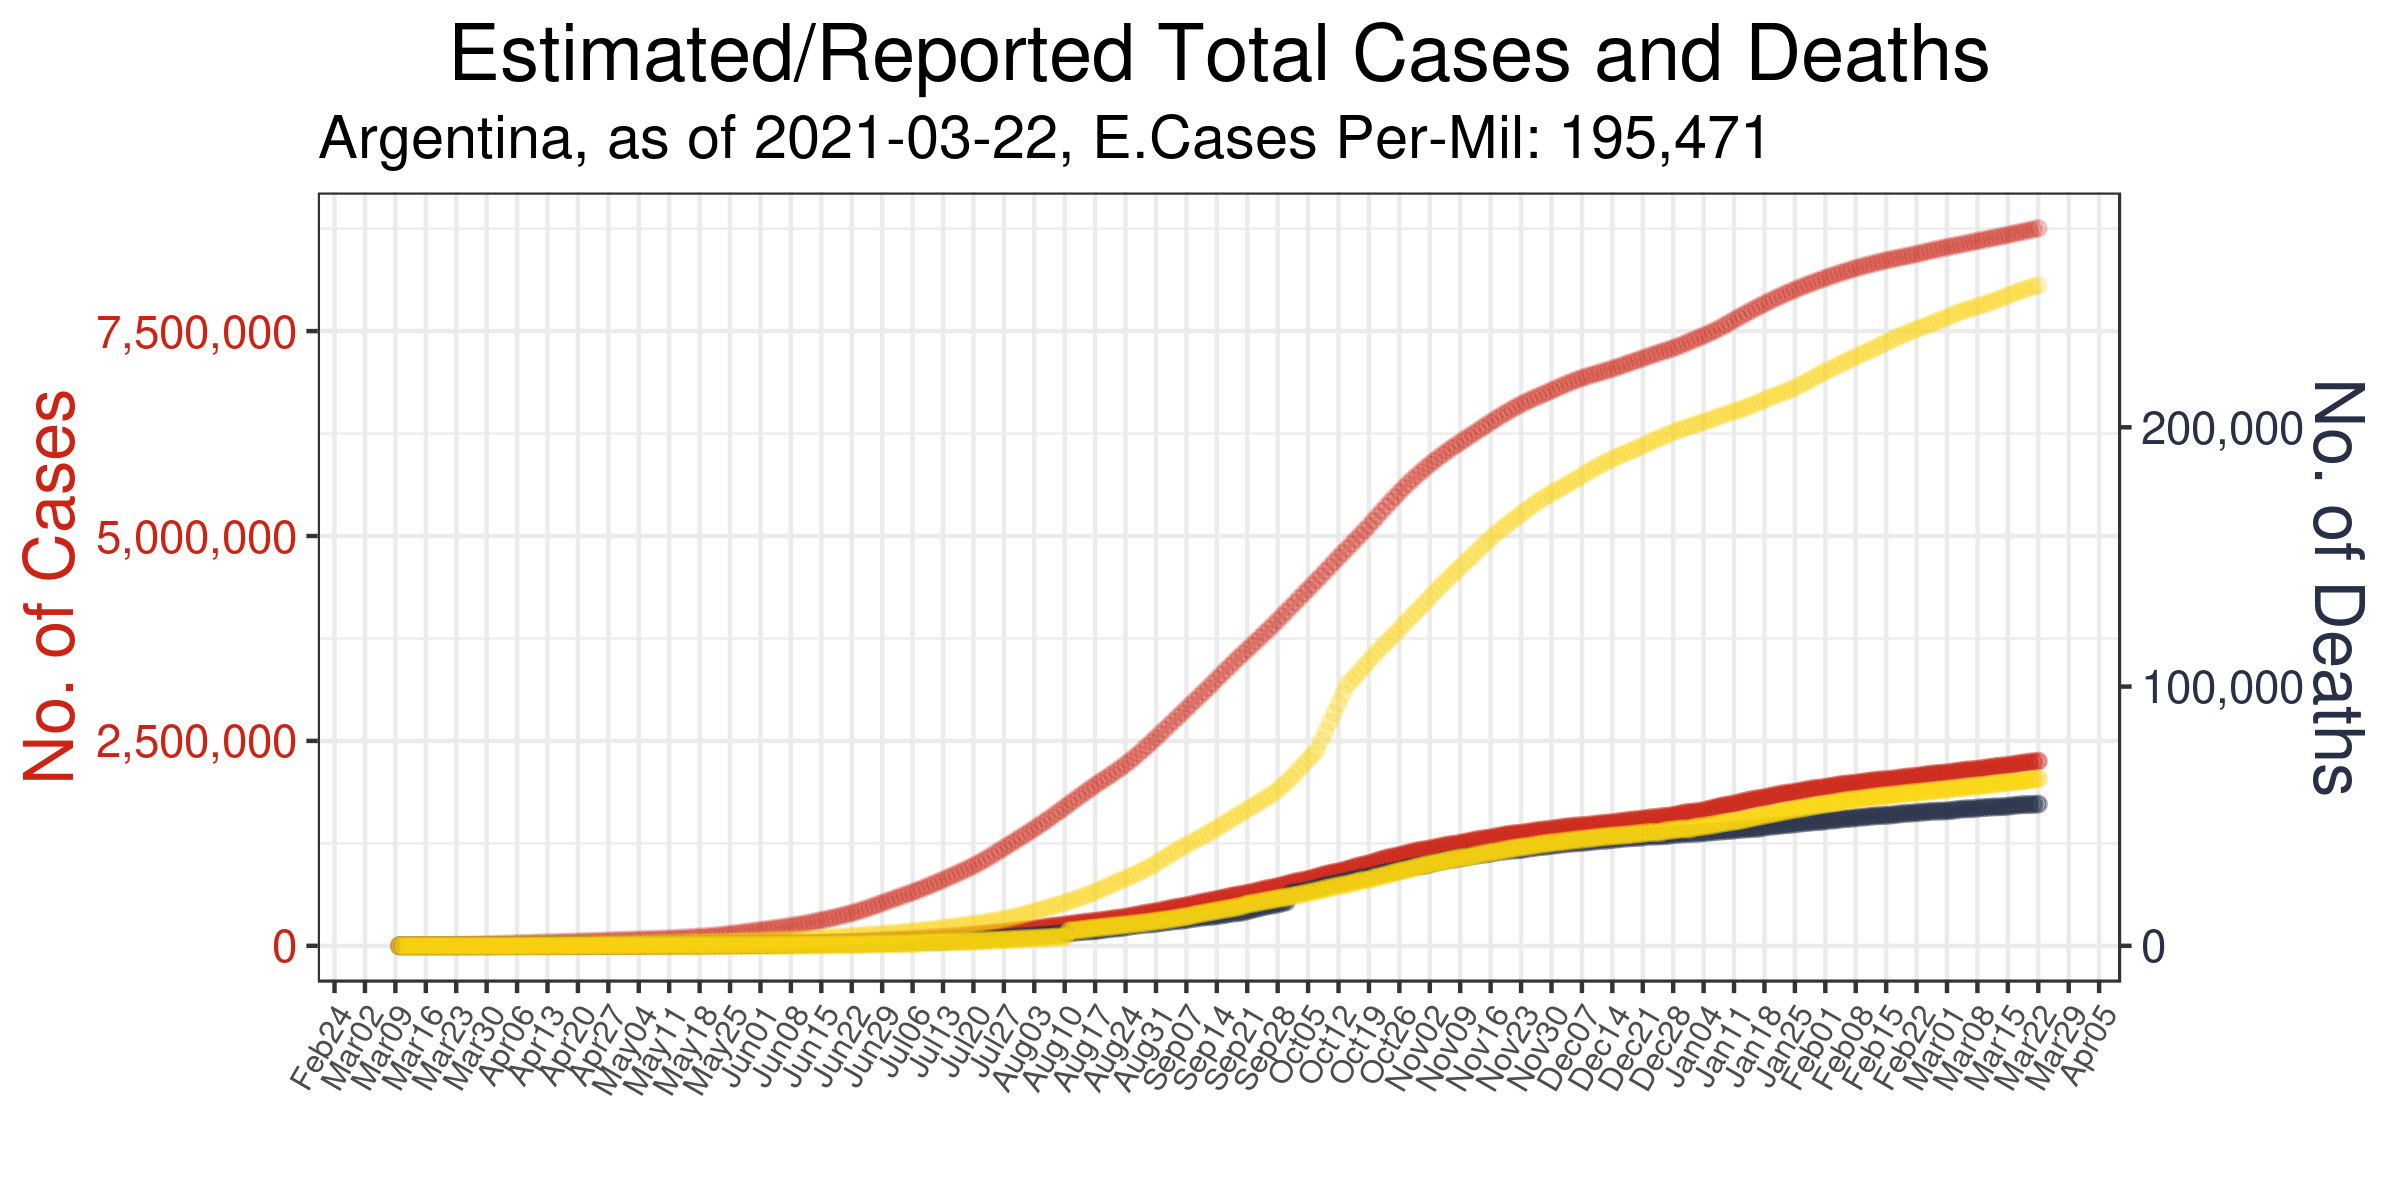 Estimated/Reported Total Cases and Deaths
Argentina, as of 2021-03-22, E.Cases Per-Mil: 195,471
No. of Cases
7,500,000
5,000,000
2,500,000
0
200,000
100,000
0
No. of Deaths
Feb24
Mar02
Mar09
Mar16
Mar23
Mar30
Apr06
Apr13
Apr20
Apr27
May04
May11
May18
May25
Jun01
Jun08
Jun15
Jun22
Jun29
Jul06
Jul13
Jul20
Jul27
Aug03
Aug10
Aug17
Aug24
Aug31
Sep07
Sep14
Sep21
Sep28
Oct05
Oct12
Oct19
Oct26
Nov02
Nov09
Nov16
Nov23
Nov30
Dec07
Dec14
Dec21
Dec28
Jan04
Jan11
Jan18
Jan25
Feb01
Feb08
Feb15
Feb22
Mar01
Mar08
Mar15
Mar22
Mar29
Apr05